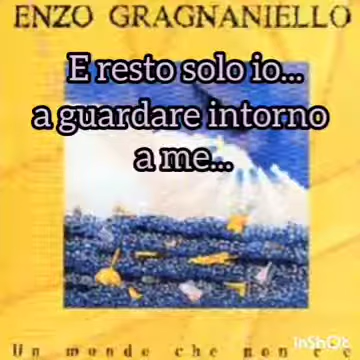 ENZO GRAGNANIELLO
E resto solo io...
a guardare intorno
a me...
Un mondo che non
InShOt